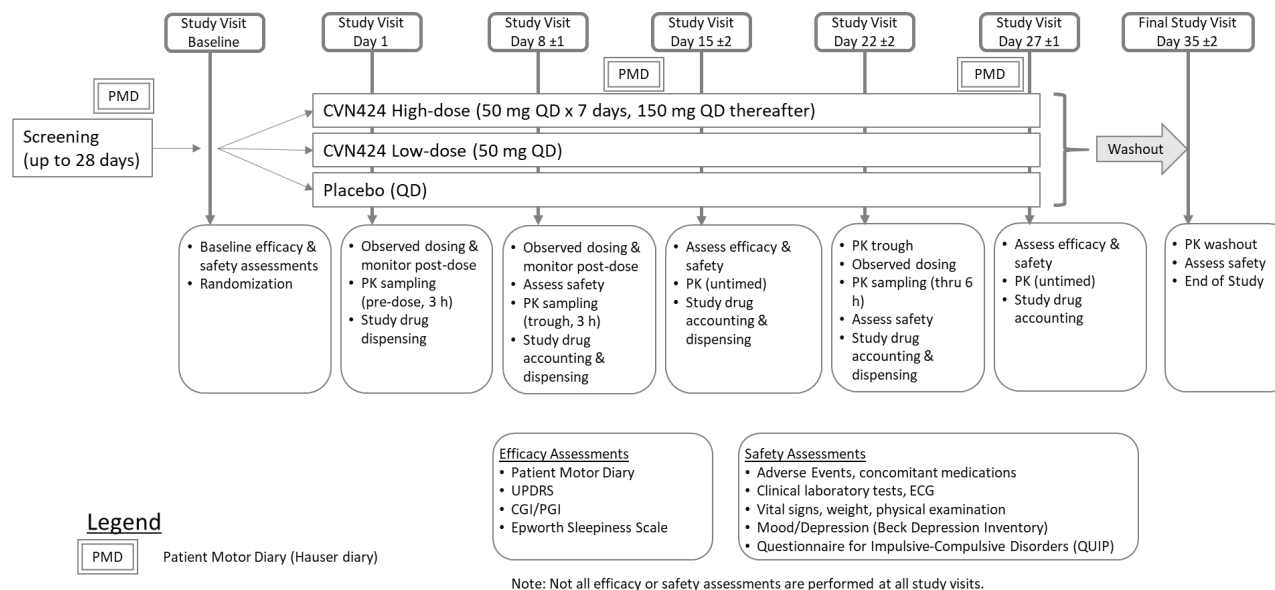 Study Visit
Baseline
Study Visit
Day 1
Study Visit
Day 8 ±1
Study Visit
Day 15 ±2
Study Visit
Day 22 ±2
Study Visit
Day 27 ±1
Final Study Visit
Day 35 ±2
PMD
PMD
PMD
Screening
(up to 28 days)
CVN424 High-dose (50 mg QD x 7 days, 150 mg QD thereafter)
CVN424 Low-dose (50 mg QD)
Placebo (QD)
Washout
• Baseline efficacy &
safety assessments
• Randomization
• Observed dosing &
monitor post-dose
• PK sampling
(pre-dose, 3 h)
• Study drug
dispensing
• Observed dosing &
monitor post-dose
• Assess safety
• PK sampling
(trough, 3 h)
• Study drug
accounting &
dispensing
• Assess efficacy &
safety
• PK (untimed)
• Study drug
accounting &
dispensing
• PK trough
• Observed dosing
• PK sampling (thru 6
h)
• Assess safety
• Study drug
accounting &
dispensing
• Assess efficacy &
safety
• PK (untimed)
• Study drug
accounting
• PK washout
• Assess safety
• End of Study
Efficacy Assessments
• Patient Motor Diary
• UPDRS
• CGI/PGI
• Epworth Sleepiness Scale
Safety Assessments
• Adverse Events, concomitant medications
• Clinical laboratory tests, ECG
• Vital signs, weight, physical examination
• Mood/Depression (Beck Depression Inventory)
• Questionnaire for Impulsive-Compulsive Disorders (QUIP)
Legend
PMD
Patient Motor Diary (Hauser diary)
Note: Not all efficacy or safety assessments are performed at all study visits.